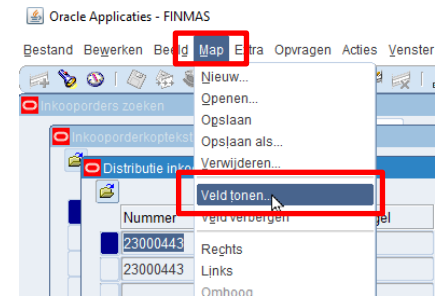 Oracle Applicaties - FINMAS
Bestand Bewerken Beeld Map Extra Opvragen Acties Venster
Nieuw...
Openen...
Opslaan
Opslaan als...
Verwijderen...
Veld tonen...
Veld verbergen
Rechts
Links
Omhoog
Inkooporders zoeken
Inkooporderkoptekst
Distributie inko
Nummer
23000443
23000443